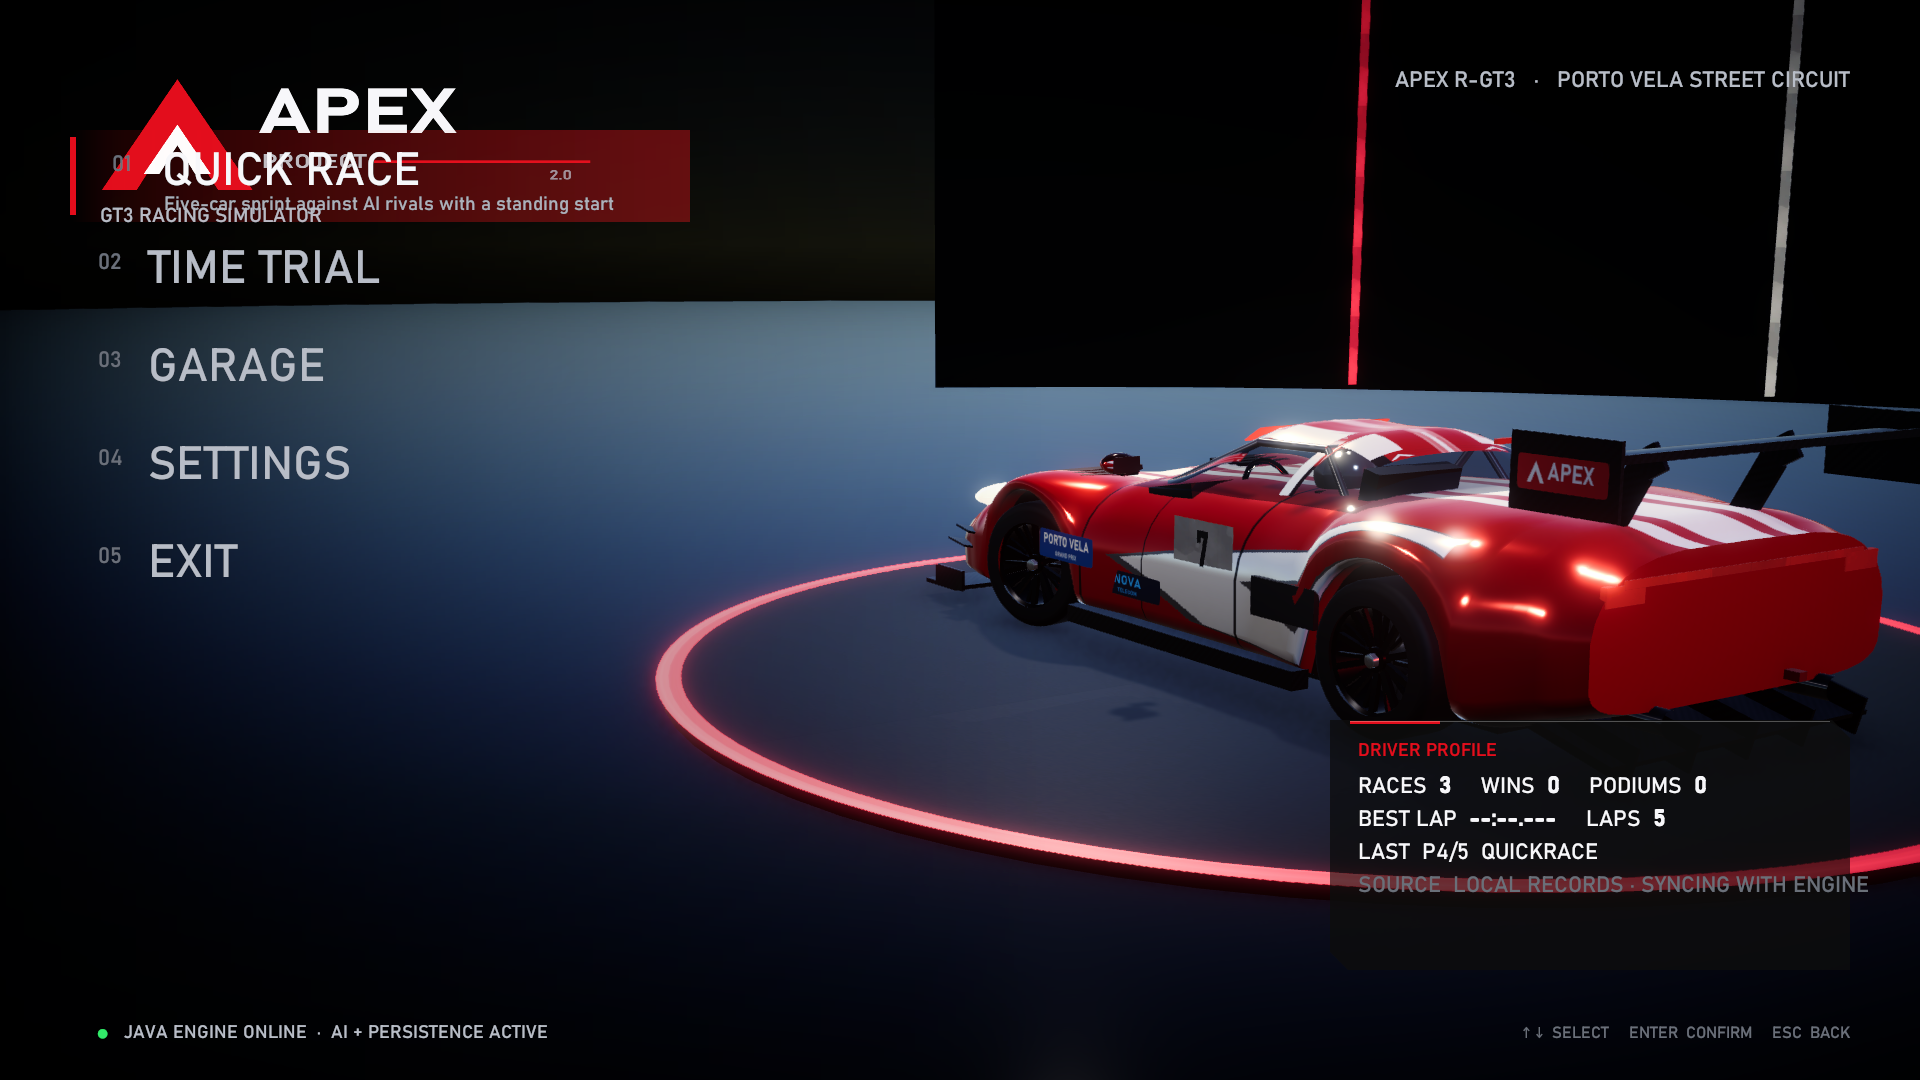 APEX
PROJECT
2.0
GT3 RACING SIMULATOR
APEX R-GT3 · PORTO VELA STREET CIRCUIT
01 QUICK RACE
Five-car sprint against AI rivals with a standing start
02 TIME TRIAL
03 GARAGE
04 SETTINGS
05 EXIT
APEX
PORTO VELA
7
NOVA
DRIVER PROFILE
RACES 3 WINS 0 PODIUMS 0
BEST LAP --:--.--- LAPS 5
LAST P4/5 QUICKRACE
SOURCE LOCAL RECORDS · SYNCING WITH ENGINE
JAVA ENGINE ONLINE · AI + PERSISTENCE ACTIVE
↑↓ SELECT ENTER CONFIRM ESC BACK